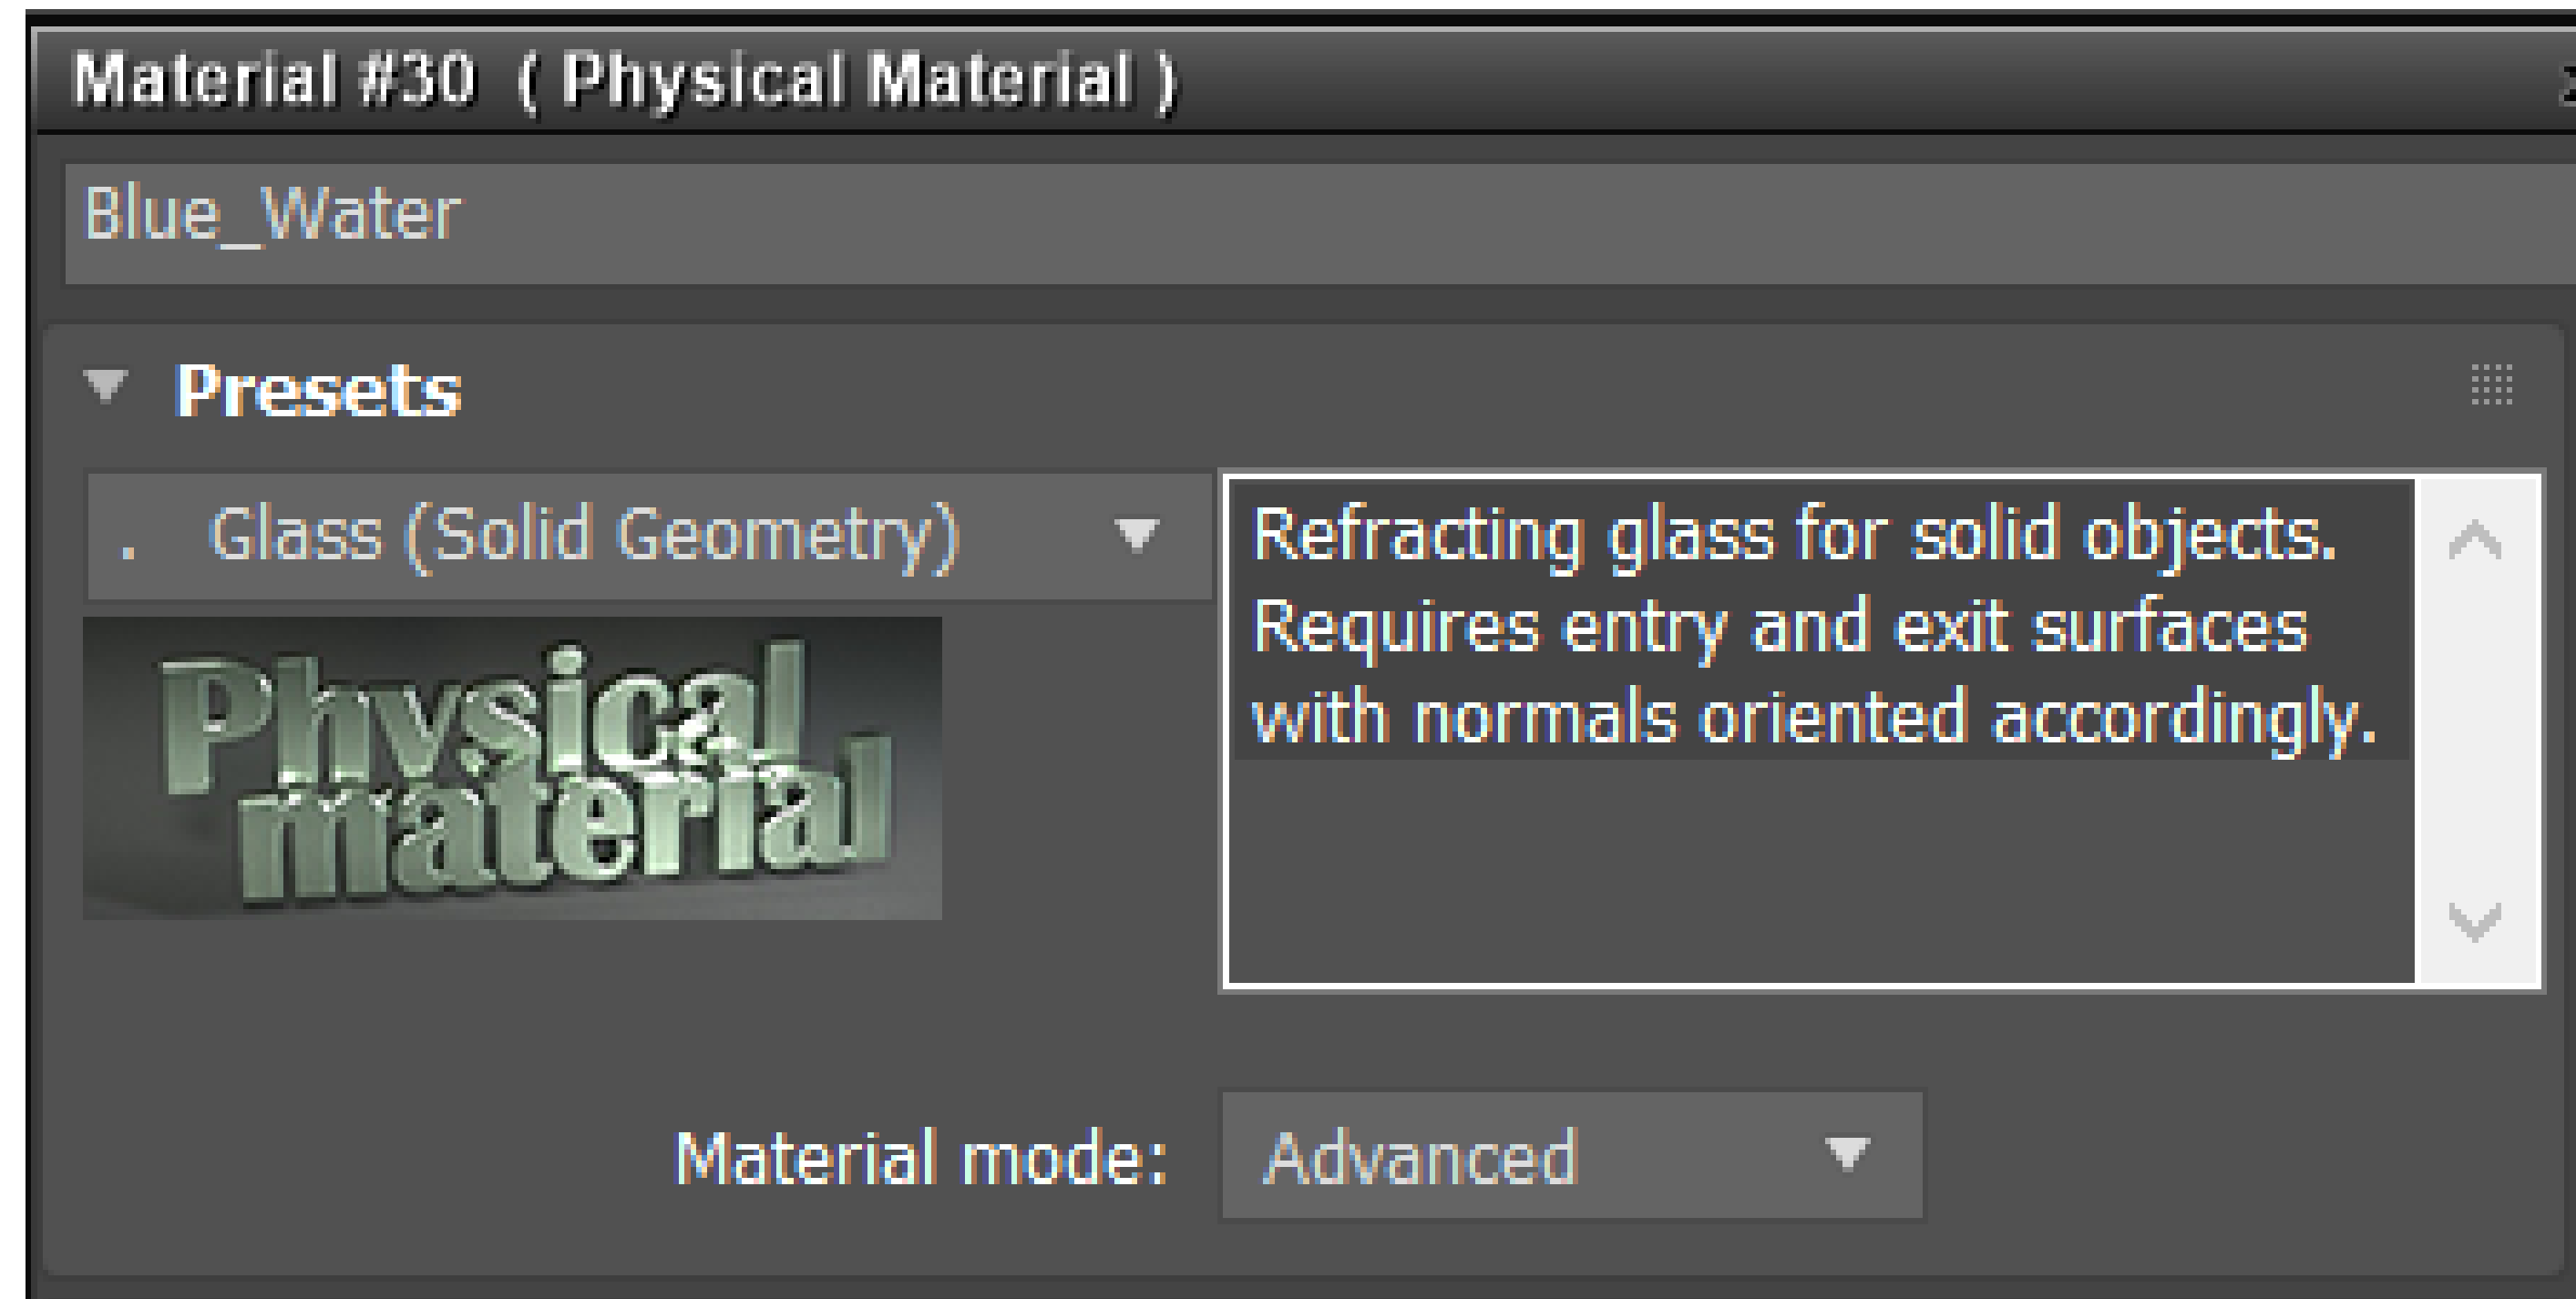 Material #30 ( Physical Material )
Blue_Water
Presets
. Glass (Solid Geometry)
Refracting glass for solid objects.
Requires entry and exit surfaces
with normals oriented accordingly.
Physical
material
Material mode: Advanced